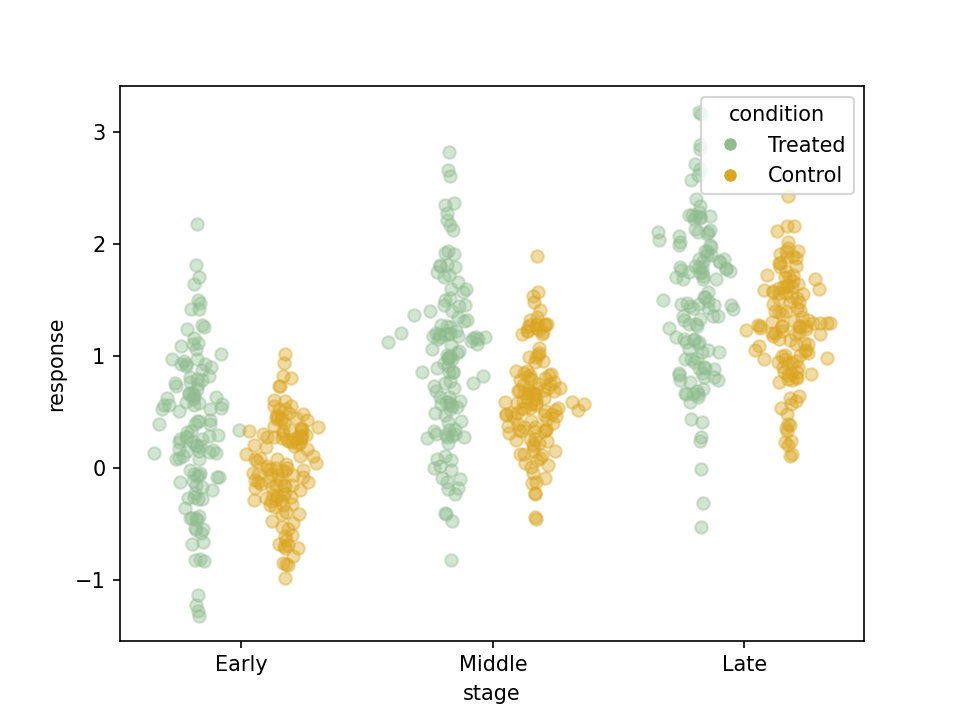 condition
Treated
Control
3
2
1
0
−1
response
Early Middle Late
stage